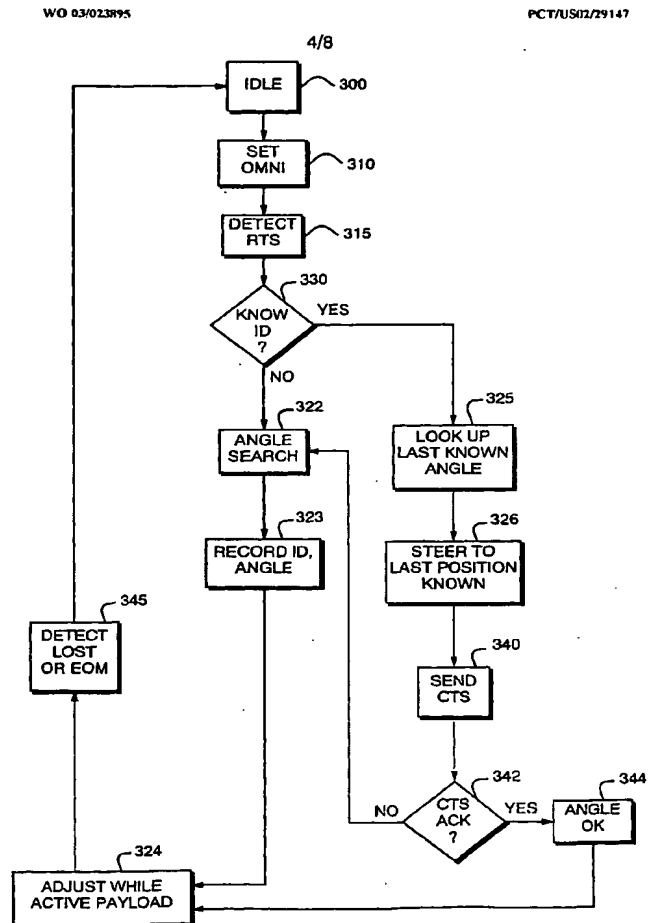 WO 03/023895
PCT/US02/29147
4/8
IDLE
300
SET
OMNI
310
DETECT
RTS
315
330
KNOW
ID
?
YES
NO
322
ANGLE
SEARCH
325
LOOK UP
LAST KNOWN
ANGLE
323
RECORD ID,
ANGLE
326
STEER TO
LAST POSITION
KNOWN
345
DETECT
LOST
OR EOM
340
SEND
CTS
342
CTS
ACK
?
NO
YES
344
ANGLE
OK
324
ADJUST WHILE
ACTIVE PAYLOAD